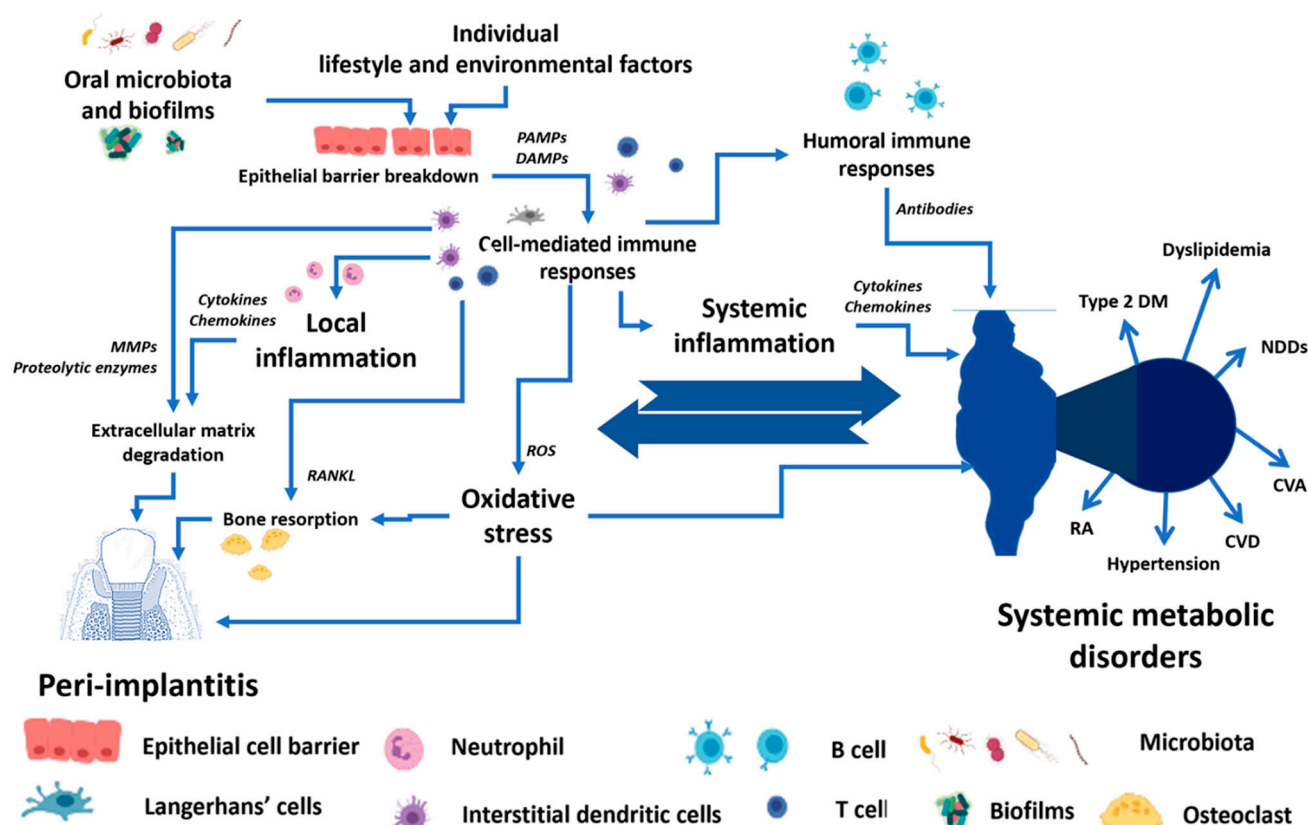 Oral microbiota
and biofilms
Individual
lifestyle and environmental factors
Epithelial barrier breakdown
PAMPs
DAMPs
Humoral immune
responses
Antibodies
Cell-mediated immune
responses
Cytokines
Chemokines
Local
inflammation
MMPs
Proteolytic enzymes
Systemic
inflammation
Cytokines
Chemokines
Dyslipidemia
Type 2 DM
NDDs
CVA
CVD
Hypertension
RA
Extracellular matrix
degradation
RANKL
ROS
Bone resorption
Oxidative
stress
Systemic metabolic
disorders
Peri-implantitis
Epithelial cell barrier
Neutrophil
B cell
Microbiota
Langerhans' cells
Interstitial dendritic cells
T cell
Biofilms
Osteoclast